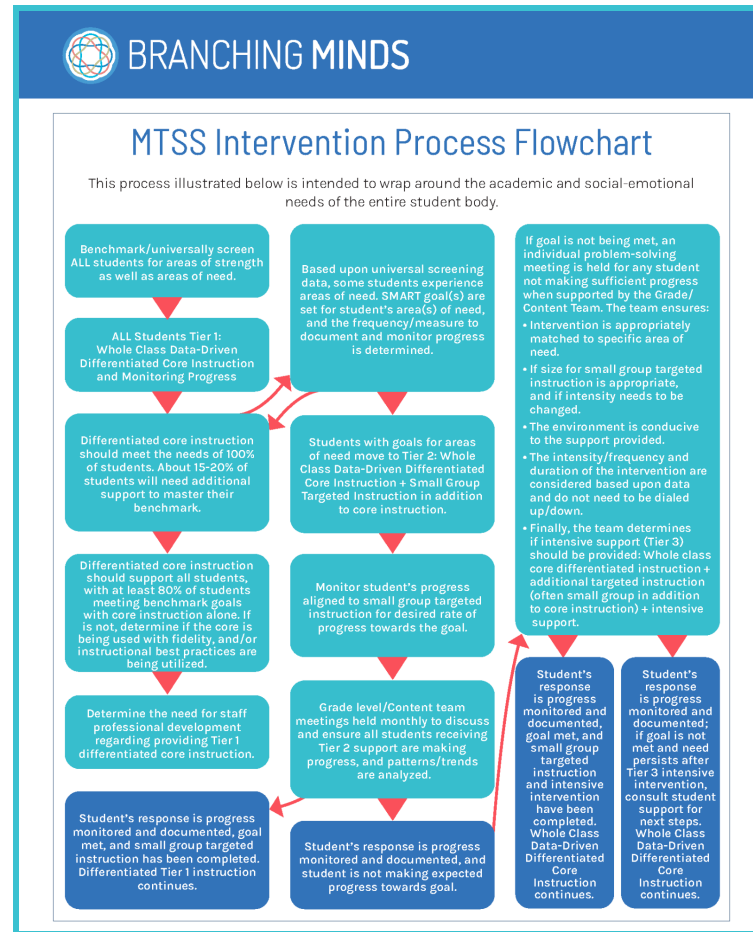 BRANCHING MINDS
MTSS Intervention Process Flowchart
This process illustrated below is intended to wrap around the academic and social-emotional
needs of the entire student body.
Benchmark/universally screen
ALL students for areas of strength
as well as areas of need.
ALL Students Tier 1:
Whole Class Data-Driven
Differentiated Core Instruction
and Monitoring Progress
Differentiated core instruction
should meet the needs of 100%
of students. About 15-20% of
students will need additional
support to master their
benchmark.
Differentiated core instruction
should support all students,
with at least 80% of students
meeting benchmark goals
with core instruction alone. If
is not, determine if the core is
being used with fidelity, and/or
instructional best practices are
being utilized.
Determine the need for staff
professional development
regarding providing Tier 1
differentiated core instruction.
Student's response is progress
monitored and documented, goal
met, and small group targeted
instruction has been completed.
Differentiated Tier 1 instruction
continues.
Based upon universal screening
data, some students experience
areas of need. SMART goal(s) are
set for student's area(s) of need,
and the frequency/measure to
document and monitor progress
is determined.
Students with goals for areas
of need move to Tier 2: Whole
Class Data-Driven Differentiated
Core Instruction + Small Group
Targeted Instruction in addition
to core instruction.
Monitor student's progress
aligned to small group targeted
instruction for desired rate of
progress towards the goal.
Grade level/Content team
meetings held monthly to discuss
and ensure all students receiving
Tier 2 support are making
progress, and patterns/trends
are analyzed.
Student's response is progress
monitored and documented, and
student is not making expected
progress towards goal.
If goal is not being met, an
individual problem-solving
meeting is held for any student
not making sufficient progress
when supported by the Grade/
Content Team. The team ensures:
• Intervention is appropriately
matched to specific area of
need.
• If size for small group targeted
instruction is appropriate,
and if intensity needs to be
changed.
• The environment is conducive
to the support provided.
• The intensity/frequency and
duration of the intervention are
considered based upon data
and do not need to be dialed
up/down.
• Finally, the team determines
if intensive support (Tier 3)
should be provided: Whole class
core differentiated instruction +
additional targeted instruction
(often small group in addition
to core instruction) + intensive
support.
Student's
response
is progress
monitored and
documented,
goal met, and
small group
targeted
instruction
and intensive
intervention
have been
completed.
Whole Class
Data-Driven
Differentiated
Core
Instruction
continues.
Student's
response
is progress
monitored and
documented;
if goal is not
met and need
persists after
Tier 3 intensive
intervention,
consult student
support for
next steps.
Whole Class
Data-Driven
Differentiated
Core
Instruction
continues.